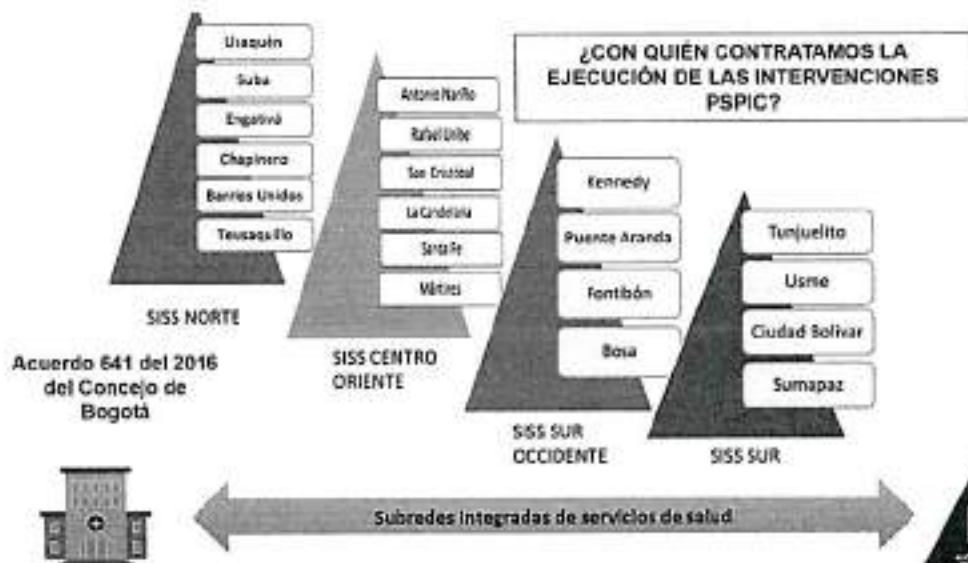 ¿CON QUIÉN CONTRATAMOS LA
EJECUCIÓN DE LAS INTERVENCIONES
PSPIC?
Usaquén
Suba
Engativá
Chapinero
Barrios Unidos
Teusaquillo
SISS NORTE
Antonio Nariño
Rafael Uribe
San Cristóbal
La Candelaria
Santa Fe
Mártires
SISS CENTRO
ORIENTE
Kennedy
Puente Aranda
Fontibón
Bosa
SISS SUR
OCCIDENTE
Tunjuelito
Usme
Ciudad Bolívar
Sumapaz
SISS SUR
Acuerdo 641 del 2016
del Concejo de
Bogotá
Subredes Integradas de servicios de salud